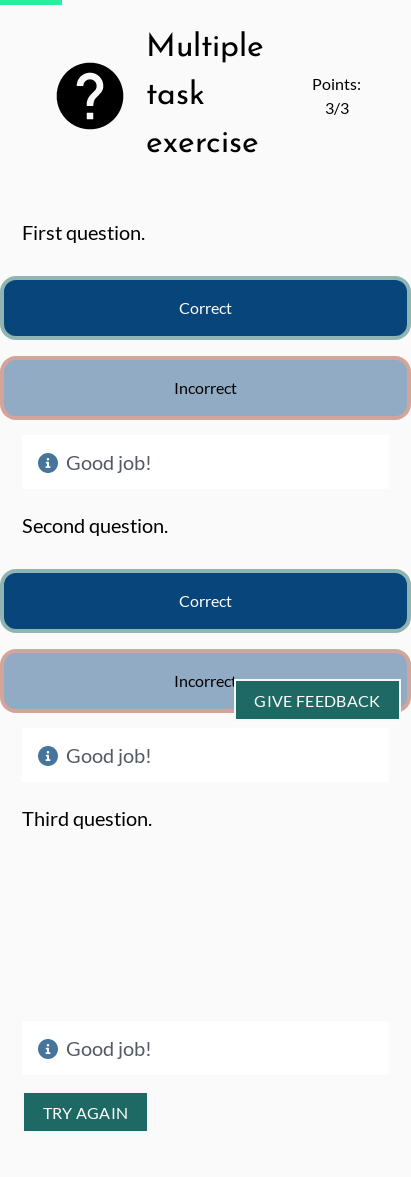 Multiple
task
exercise
Points:
3/3
First question.
Correct
Incorrect
Good job!
Second question.
Correct
Incorrect
GIVE FEEDBACK
Good job!
Third question.
Good job!
TRY AGAIN